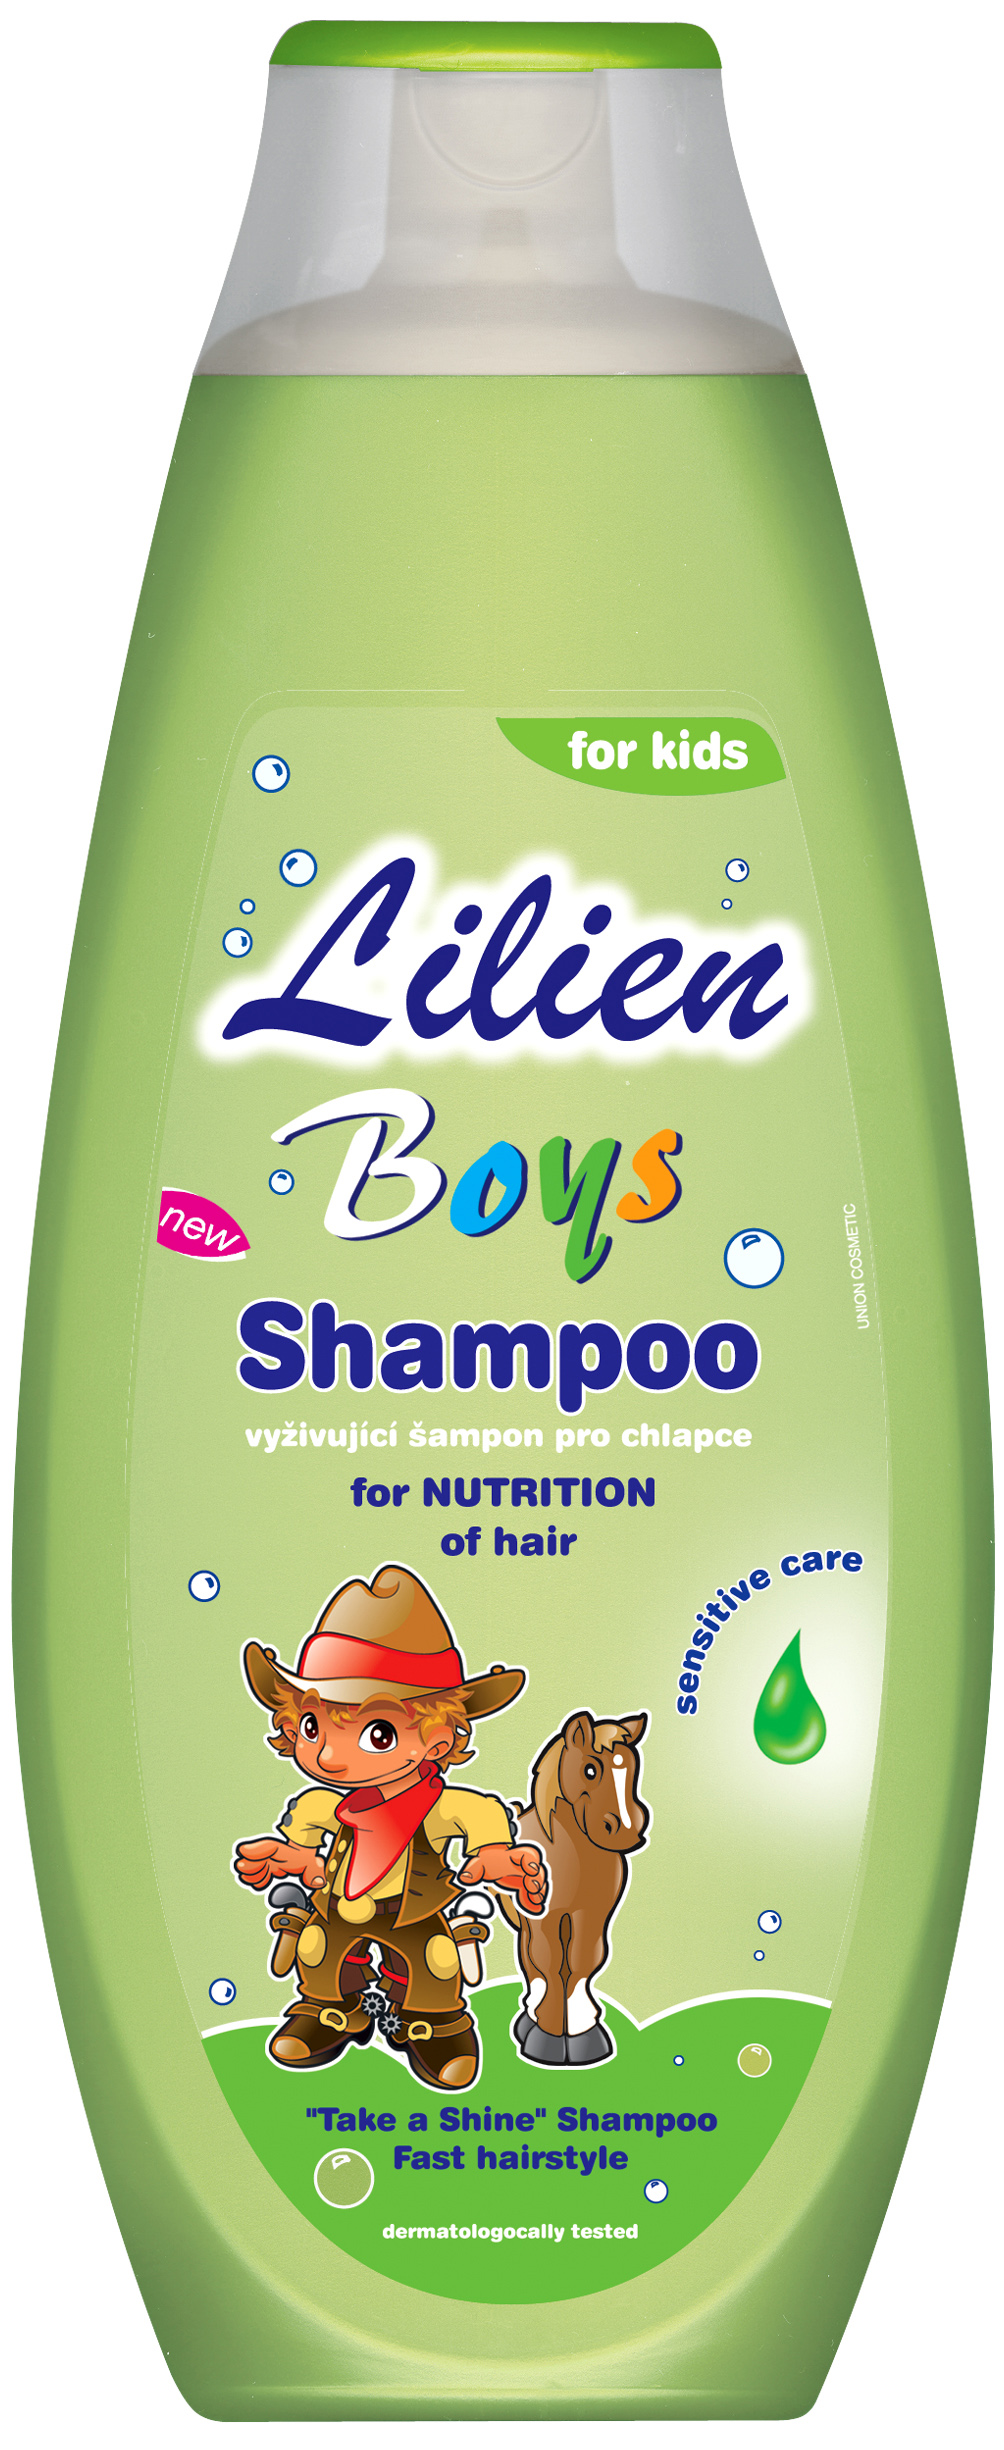 for kids
Lilien
Boys
new
UNION COSMETIC
Shampoo
vyživující šampon pro chlapce
for NUTRITION
of hair
sensitive care
"Take a Shine" Shampoo
Fast hairstyle
dermatologocally tested